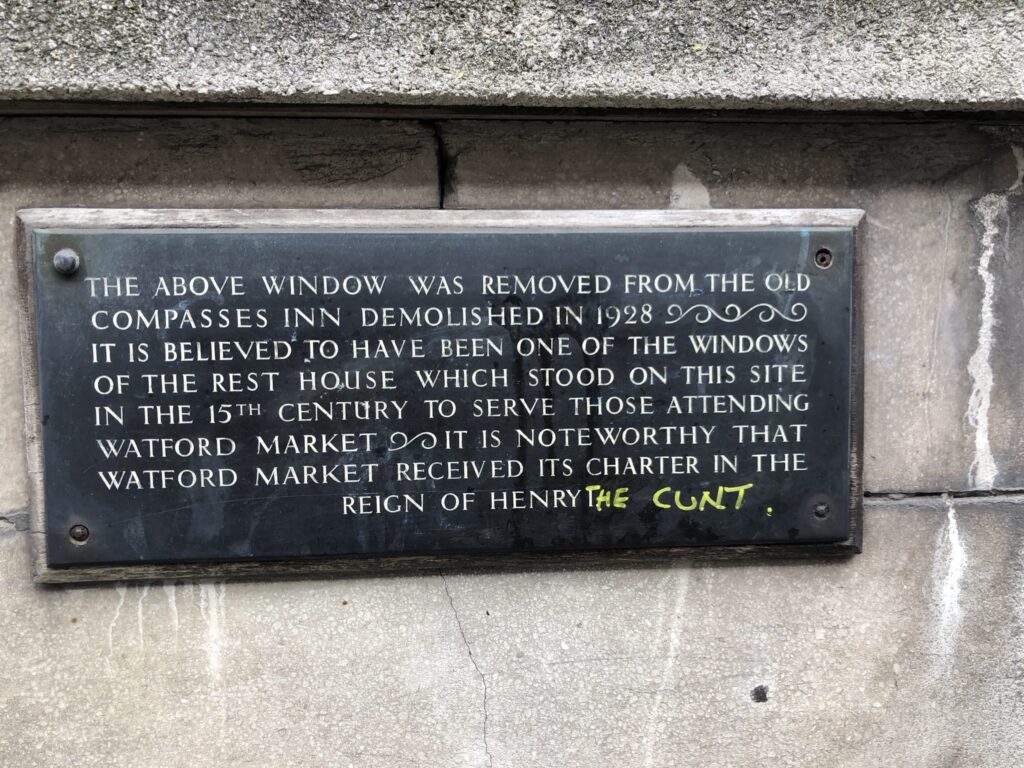 THE ABOVE WINDOW WAS REMOVED FROM THE OLD
COMPASSES INN DEMOLISHED IN 1928
IT IS BELIEVED TO HAVE BEEN ONE OF THE WINDOWS
OF THE REST HOUSE WHICH STOOD ON THIS SITE
IN THE 15TH CENTURY TO SERVE THOSE ATTENDING
WATFORD MARKET IT IS NOTEWORTHY THAT
WATFORD MARKET RECEIVED ITS CHARTER IN THE
REIGN OF HENRY THE CUNT.